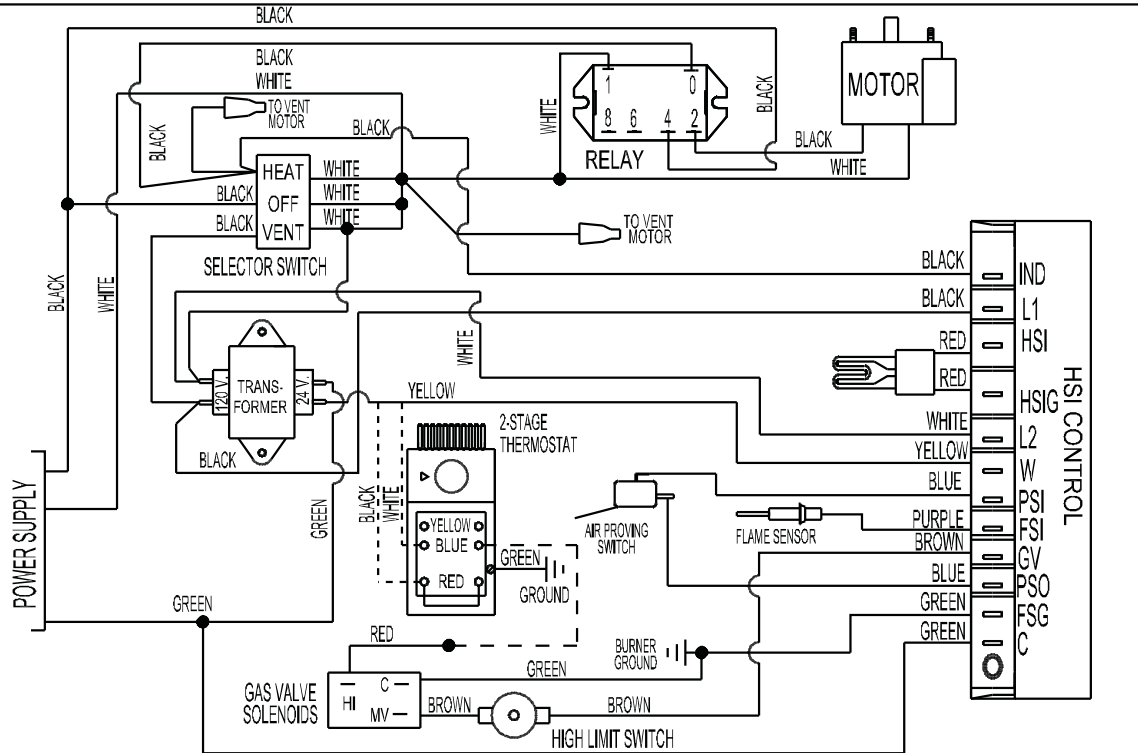 BLACK
BLACK
WHITE
TO VENT
MOTOR
BLACK
BLACK
WHITE
1
0
8
6
4
2
RELAY
BLACK
MOTOR
BLACK
WHITE
HEAT
OFF
VENT
WHITE
WHITE
WHITE
BLACK
BLACK
SELECTOR SWITCH
TO VENT
MOTOR
BLACK
WHITE
120 V.
TRANS-
FORMER
24 V.
WHITE
YELLOW
BLACK
GREEN
2-STAGE
THERMOSTAT
BLACK
WHITE
YELLOW
BLUE
RED
GREEN
GROUND
AIR PROVING
SWITCH
FLAME SENSOR
POWER SUPPLY
GREEN
RED
BURNER
GROUND
GREEN
GAS VALVE
SOLENOIDS
HI
C
MV
BROWN
BROWN
HIGH LIMIT SWITCH
BLACK
IND
BLACK
L1
RED
HSI
RED
HSIG
WHITE
L2
YELLOW
W
BLUE
PSI
PURPLE
FSI
BROWN
GV
BLUE
PSO
GREEN
FSG
GREEN
C
HSI CONTROL